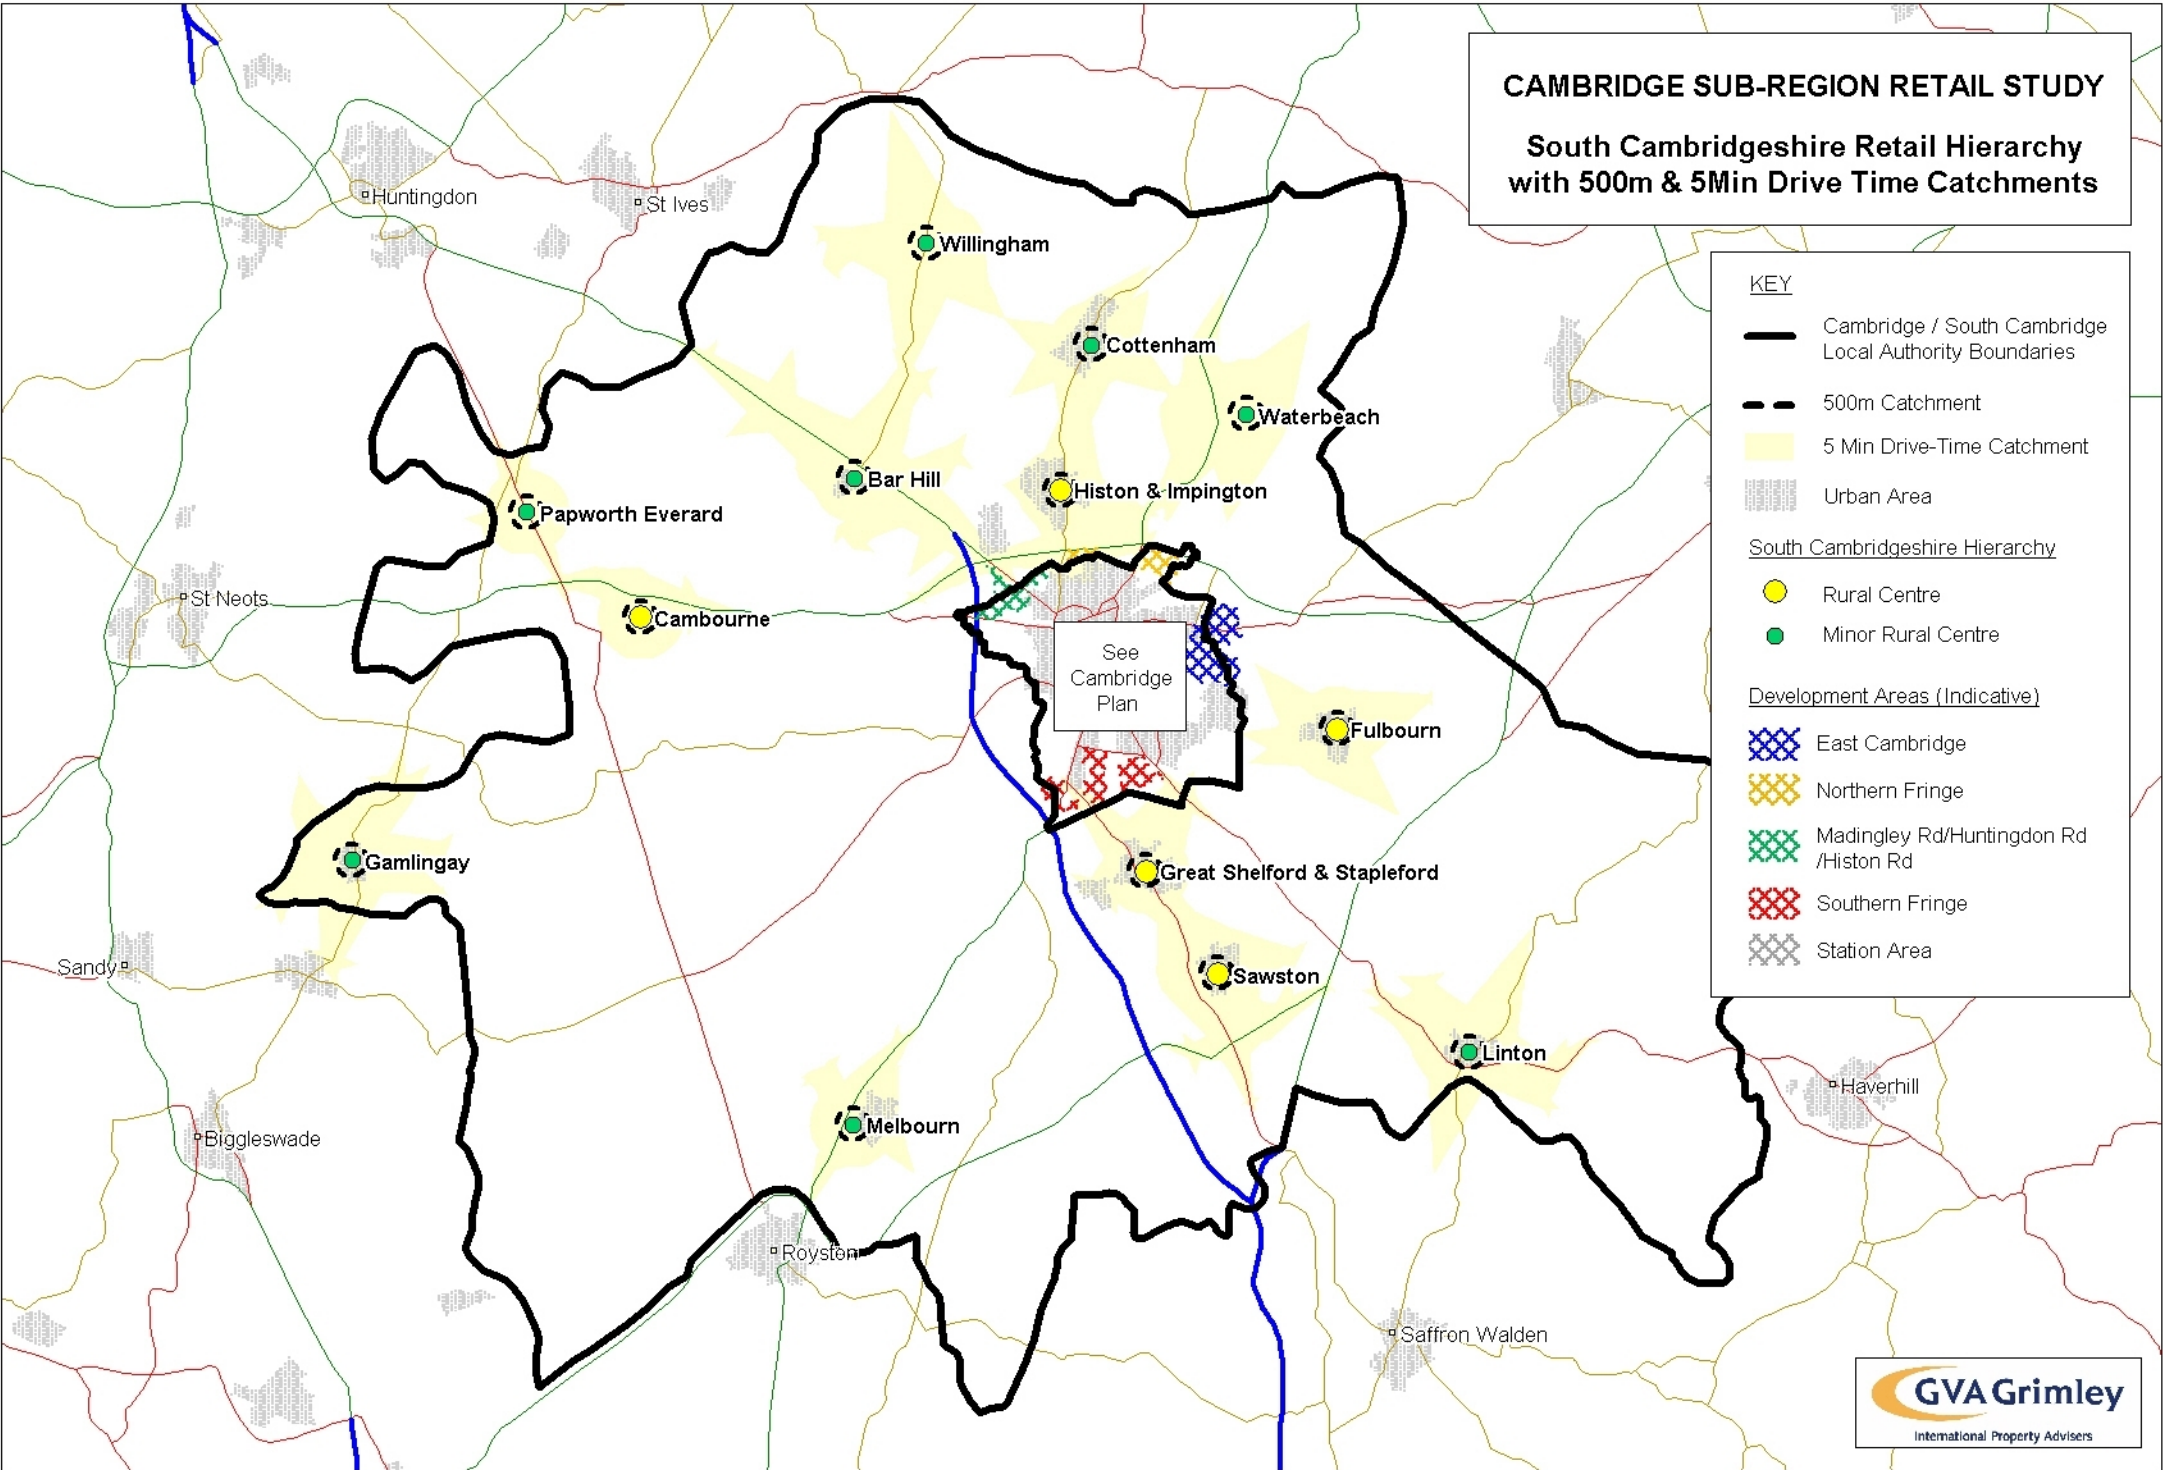 CAMBRIDGE SUB-REGION RETAIL STUDY
South Cambridgeshire Retail Hierarchy
with 500m & 5Min Drive Time Catchments
KEY
Cambridge / South Cambridge
Local Authority Boundaries
500m Catchment
5 Min Drive-Time Catchment
Urban Area
South Cambridgeshire Hierarchy
Rural Centre
Minor Rural Centre
Development Areas (Indicative)
East Cambridge
Northern Fringe
Madingley Rd/Huntingdon Rd
/Histon Rd
Southern Fringe
Station Area
Huntingdon
St Ives
Willingham
Cottenham
Waterbeach
Bar Hill
Histon & Impington
Papworth Everard
St Neots
Cambourne
See
Cambridge
Plan
Fulbourn
Gamlingay
Great Shelford & Stapleford
Sandy
Sawston
Linton
Haverhill
Melbourn
Biggleswade
Royston
Saffron Walden
GVA Grimley
International Property Advisers